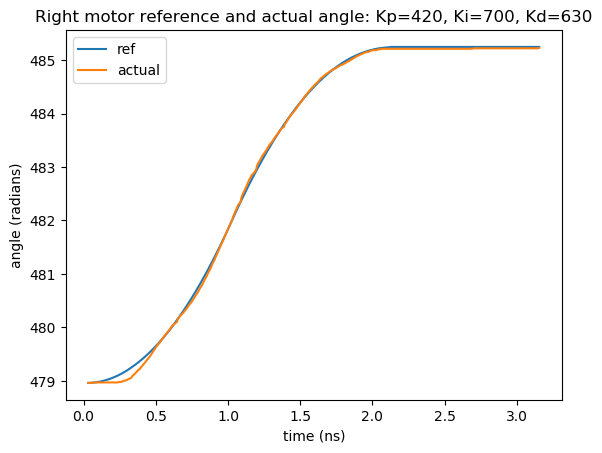 Right motor reference and actual angle: Kp=420, Ki=700, Kd=630
ref
actual
angle (radians)
485
484
483
482
481
480
479
0.0 0.5 1.0 1.5 2.0 2.5 3.0
time (ns)